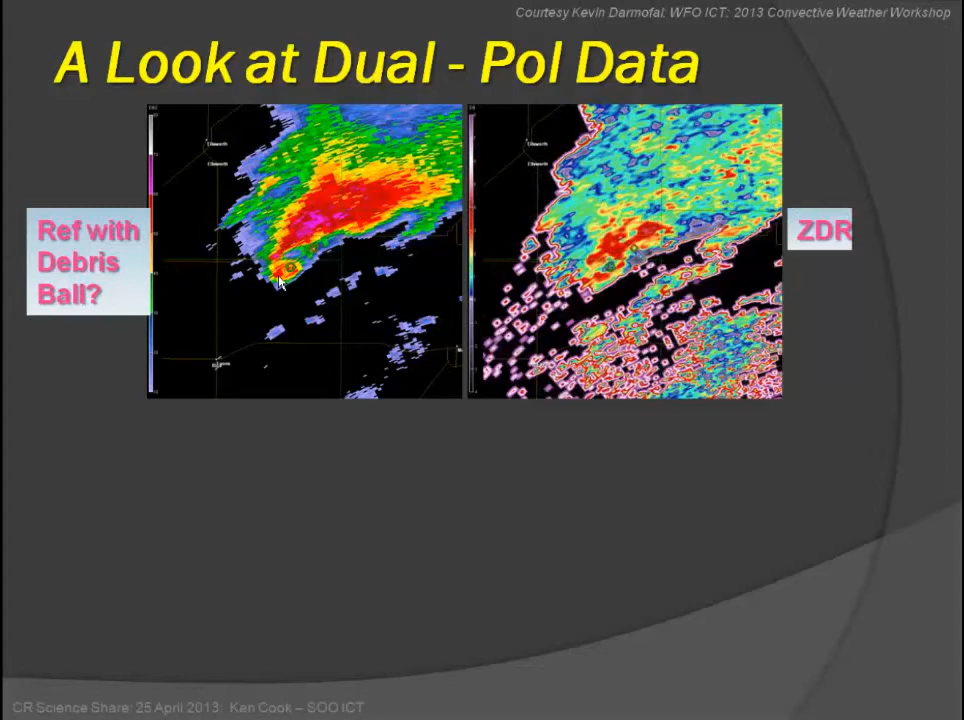 Courtesy Kevin Darmofal. WFO ICT: 2013 Convective Weather Workshop
A Look at Dual - Pol Data
Ref with
Debris
Ball?
ZDR
CR Science Share: 25 April 2013: Ken Cook – SOO ICT